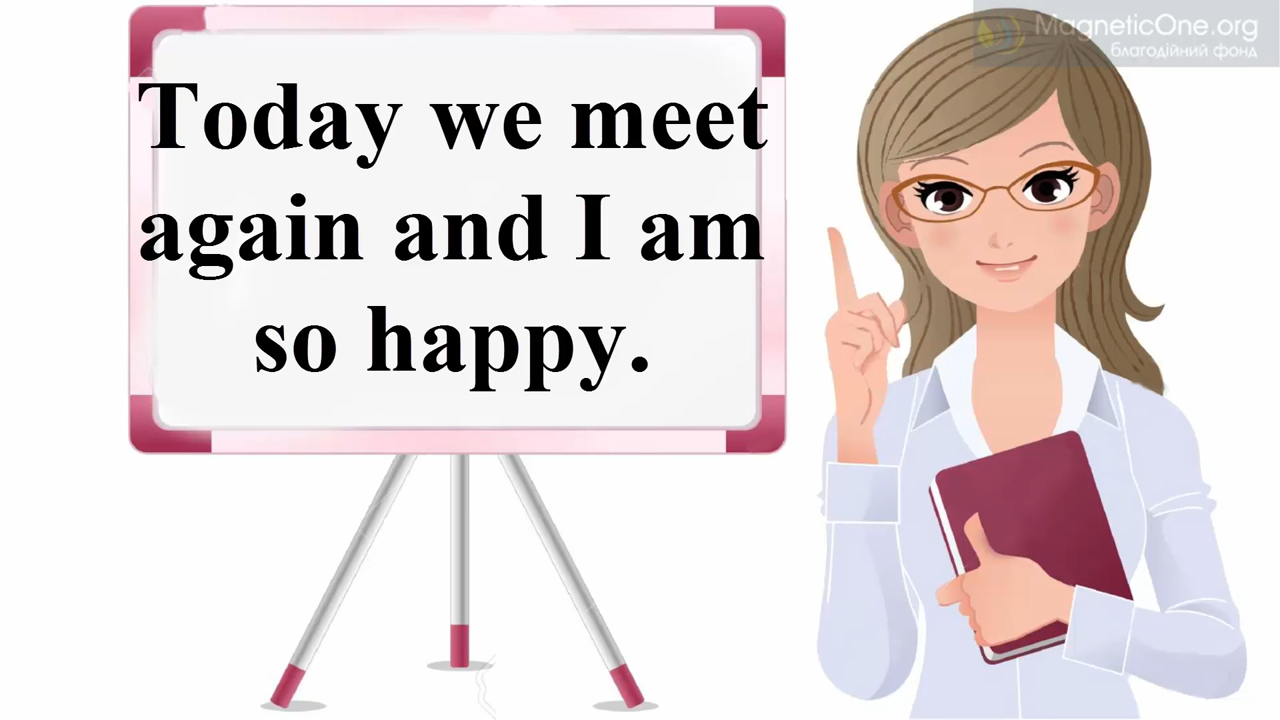 Today we meet
again and I am
so happy.
MagneticOne.org
благодійний фонд